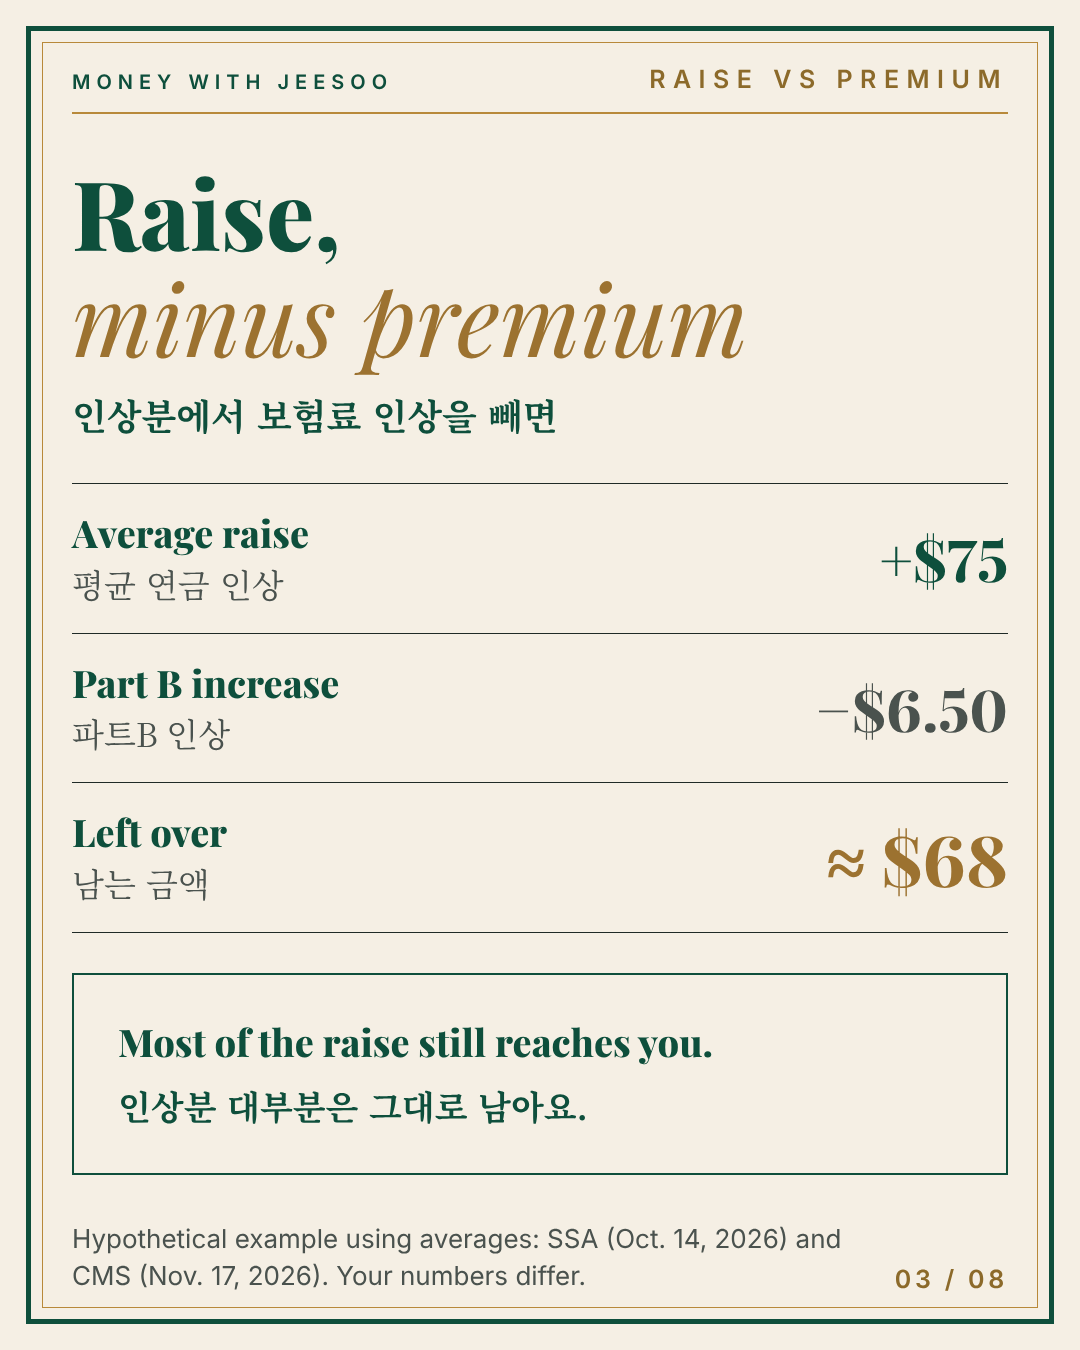 MONEY WITH JEESOO
RAISE VS PREMIUM
Raise,
minus premium
인상분에서 보험료 인상을 빼면
Average raise
평균 연금 인상
+$75
Part B increase
파트B 인상
−$6.50
Left over
남는 금액
≈ $68
Most of the raise still reaches you.
인상분 대부분은 그대로 남아요.
Hypothetical example using averages: SSA (Oct. 14, 2026) and
CMS (Nov. 17, 2026). Your numbers differ.
03 / 08